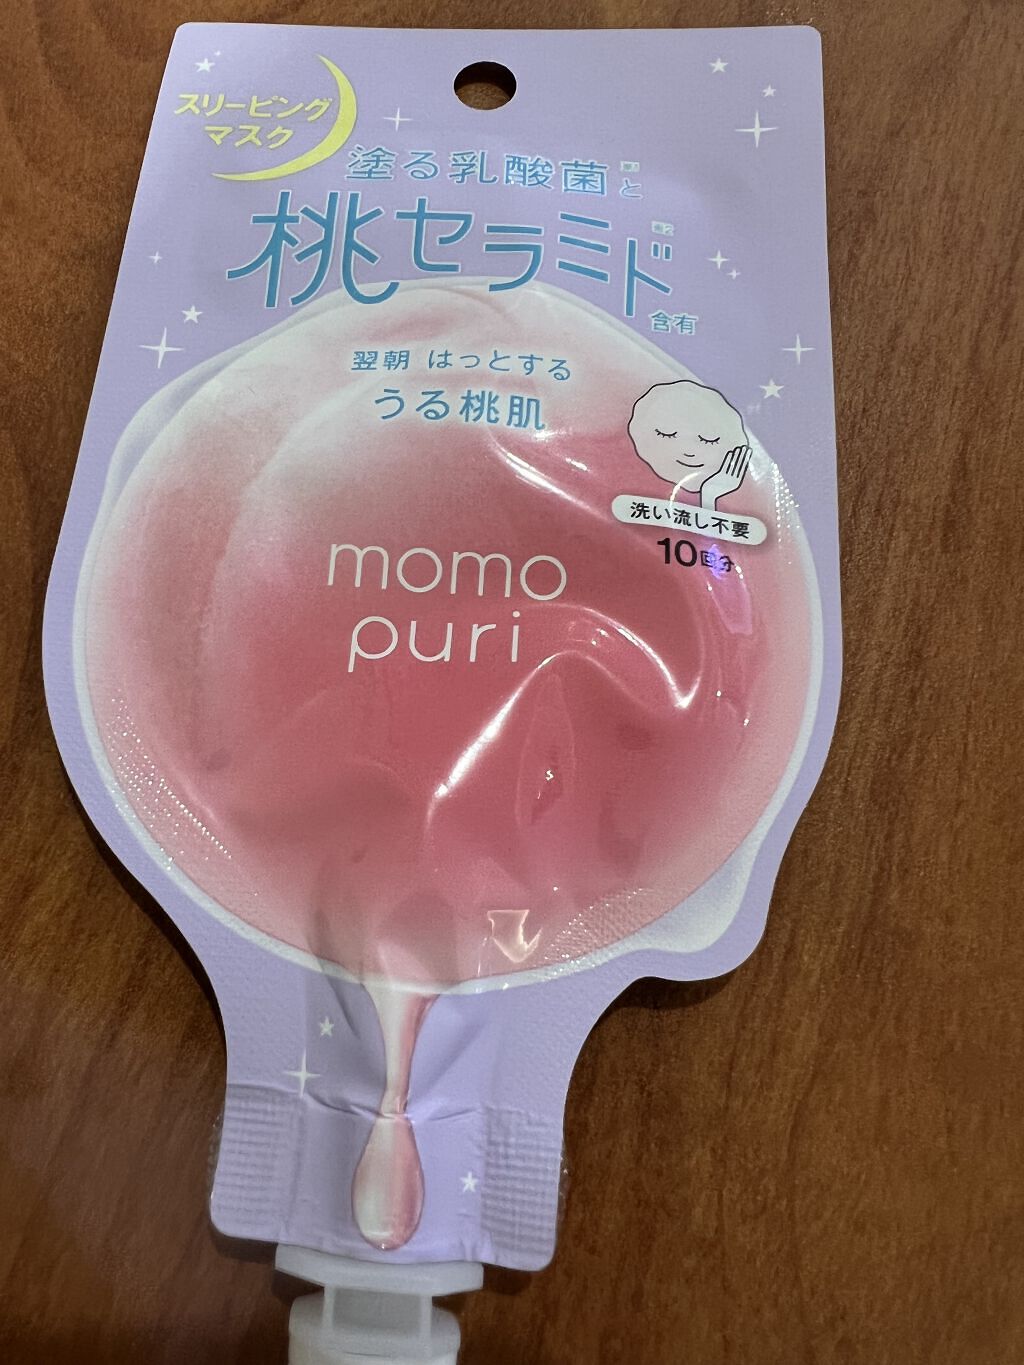 スリーピング
マスク
塗る乳酸菌※1と
桃セラミド※2
含有
翌朝 はっとする
うる桃肌
洗い流し不要
10回分
momo
puri